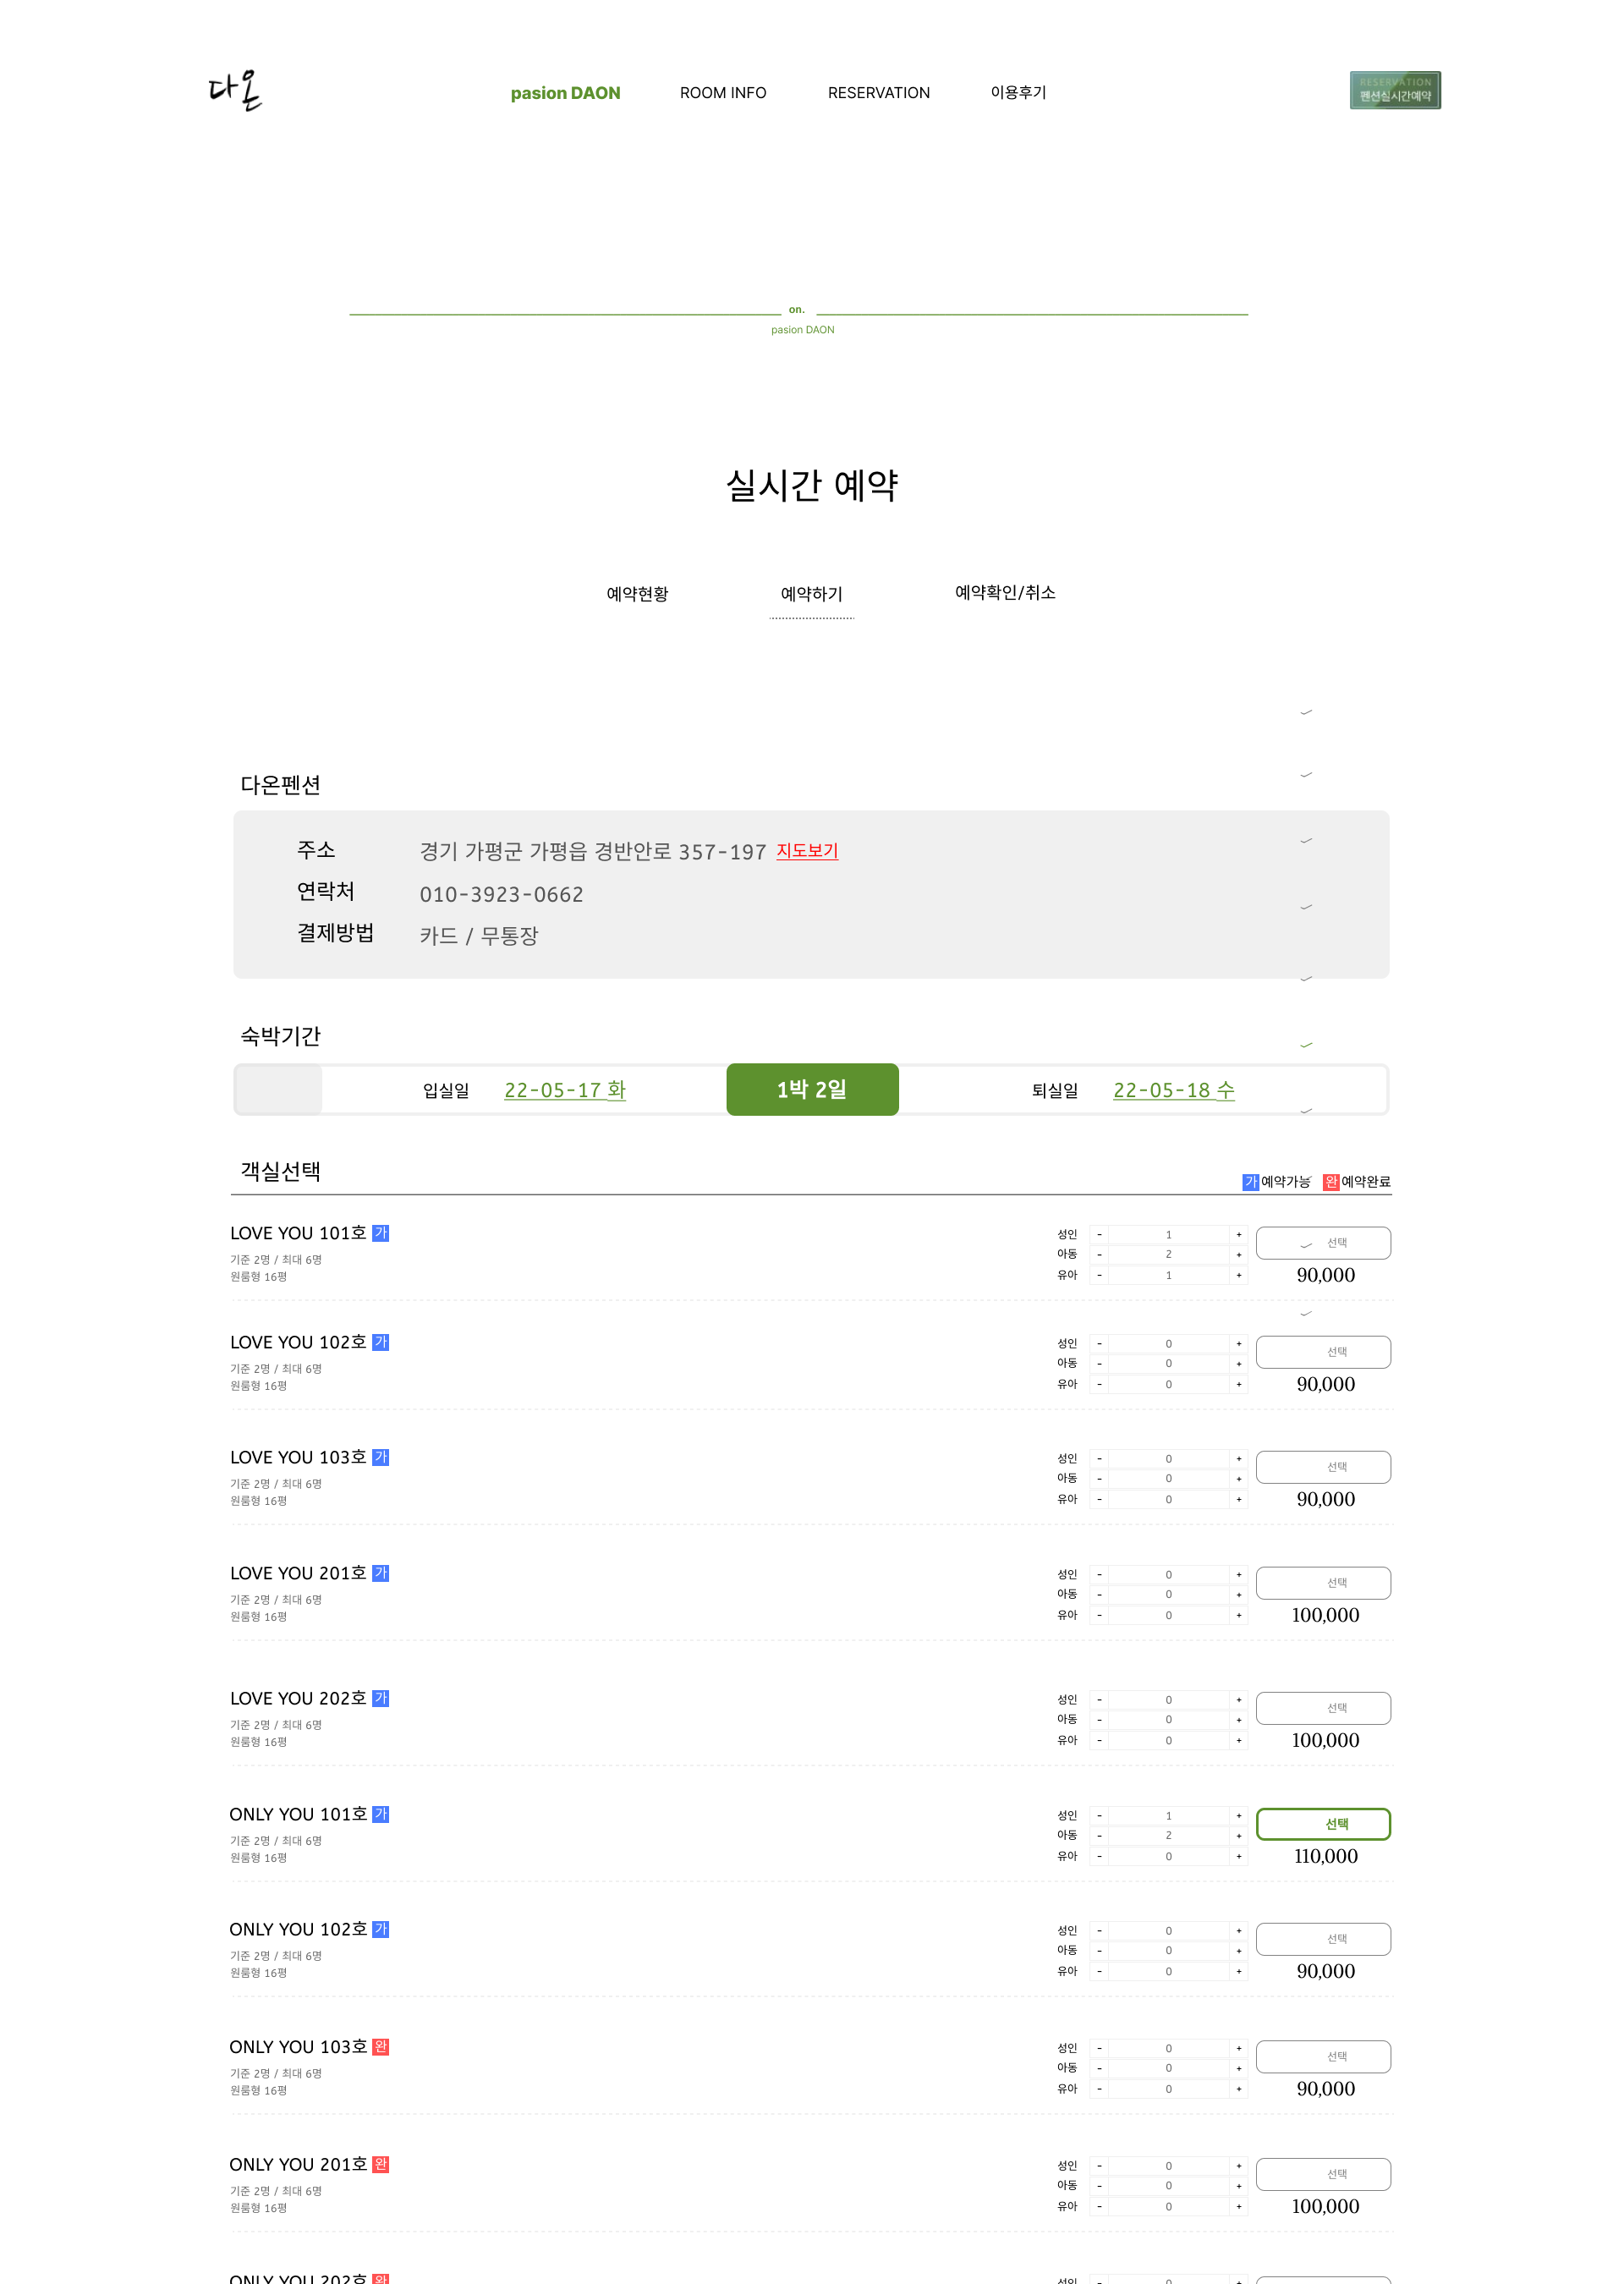 다온
pasion DAON ROOM INFO RESERVATION 이용후기
RESERVATION
펜션실시간예약
on.
pasion DAON
실시간 예약
예약현황 예약하기 예약확인/취소
다온펜션
주소 경기 가평군 가평읍 경반안로 357-197 지도보기
연락처 010-3923-0662
결제방법 카드 / 무통장
숙박기간
입실일 22-05-17 화 1박 2일 퇴실일 22-05-18 수
객실선택
가 예약가능 완 예약완료
LOVE YOU 101호 가
기준 2명 / 최대 6명
원룸형 16평
성인 - 1 +
아동 - 2 +
유아 - 1 +
선택
90,000
LOVE YOU 102호 가
기준 2명 / 최대 6명
원룸형 16평
성인 - 0 +
아동 - 0 +
유아 - 0 +
선택
90,000
LOVE YOU 103호 가
기준 2명 / 최대 6명
원룸형 16평
성인 - 0 +
아동 - 0 +
유아 - 0 +
선택
90,000
LOVE YOU 201호 가
기준 2명 / 최대 6명
원룸형 16평
성인 - 0 +
아동 - 0 +
유아 - 0 +
선택
100,000
LOVE YOU 202호 가
기준 2명 / 최대 6명
원룸형 16평
성인 - 0 +
아동 - 0 +
유아 - 0 +
선택
100,000
ONLY YOU 101호 가
기준 2명 / 최대 6명
원룸형 16평
성인 - 1 +
아동 - 2 +
유아 - 0 +
선택
110,000
ONLY YOU 102호 가
기준 2명 / 최대 6명
원룸형 16평
성인 - 0 +
아동 - 0 +
유아 - 0 +
선택
90,000
ONLY YOU 103호 완
기준 2명 / 최대 6명
원룸형 16평
성인 - 0 +
아동 - 0 +
유아 - 0 +
선택
90,000
ONLY YOU 201호 완
기준 2명 / 최대 6명
원룸형 16평
성인 - 0 +
아동 - 0 +
유아 - 0 +
선택
100,000
ONLY YOU 202호 완